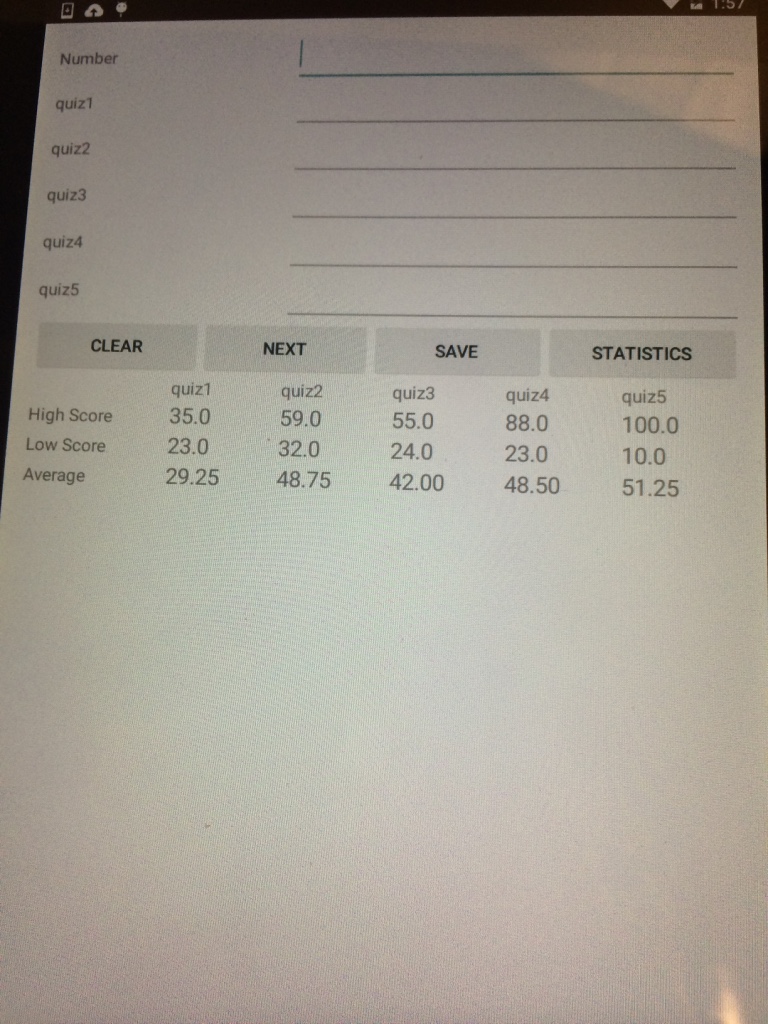 1:57
Number
quiz1
quiz2
quiz3
quiz4
quiz5
CLEAR NEXT SAVE STATISTICS
quiz1 quiz2 quiz3 quiz4 quiz5
High Score 35.0 59.0 55.0 88.0 100.0
Low Score 23.0 32.0 24.0 23.0 10.0
Average 29.25 48.75 42.00 48.50 51.25